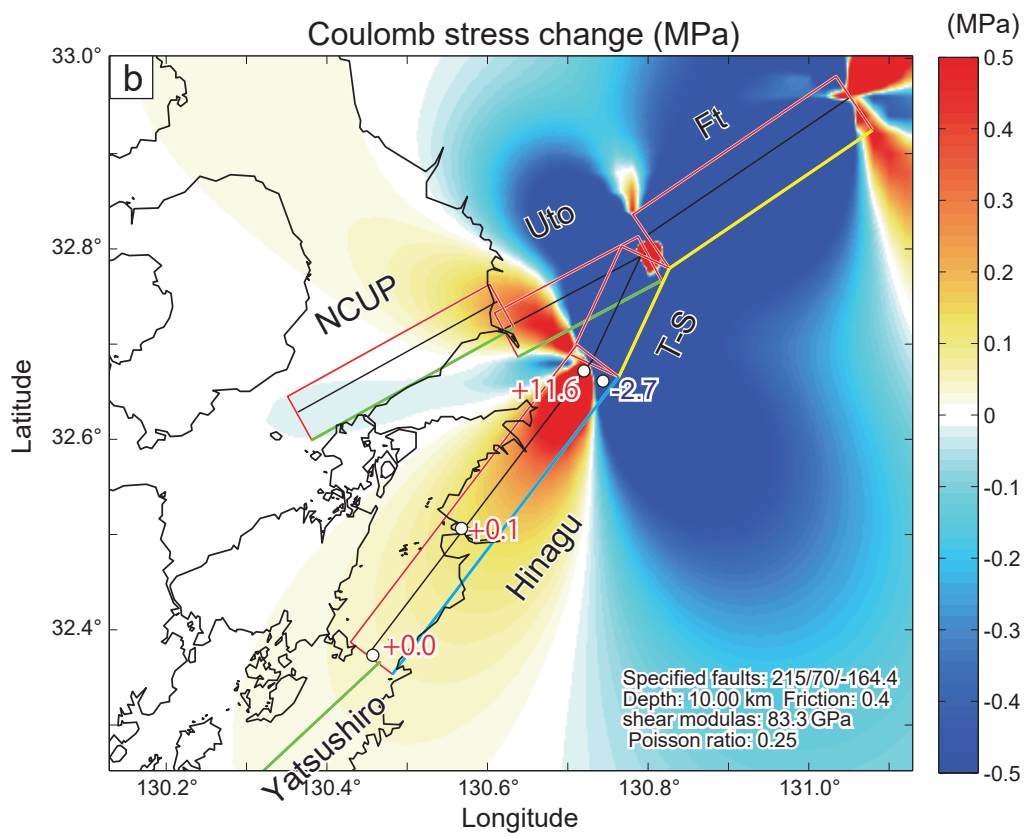 Coulomb stress change (MPa)
(MPa)
b
33.0°
32.8°
32.6°
32.4°
Latitude
130.2°
130.4°
130.6°
130.8°
131.0°
Longitude
Ft
Uto
NCUP
T-S
+11.6
-2.7
+0.1
Hinagu
+0.0
Yatsushiro
Specified faults: 215/70/-164.4
Depth: 10.00 km Friction: 0.4
shear modulas: 83.3 GPa
Poisson ratio: 0.25
0.5
0.4
0.3
0.2
0.1
0
-0.1
-0.2
-0.3
-0.4
-0.5